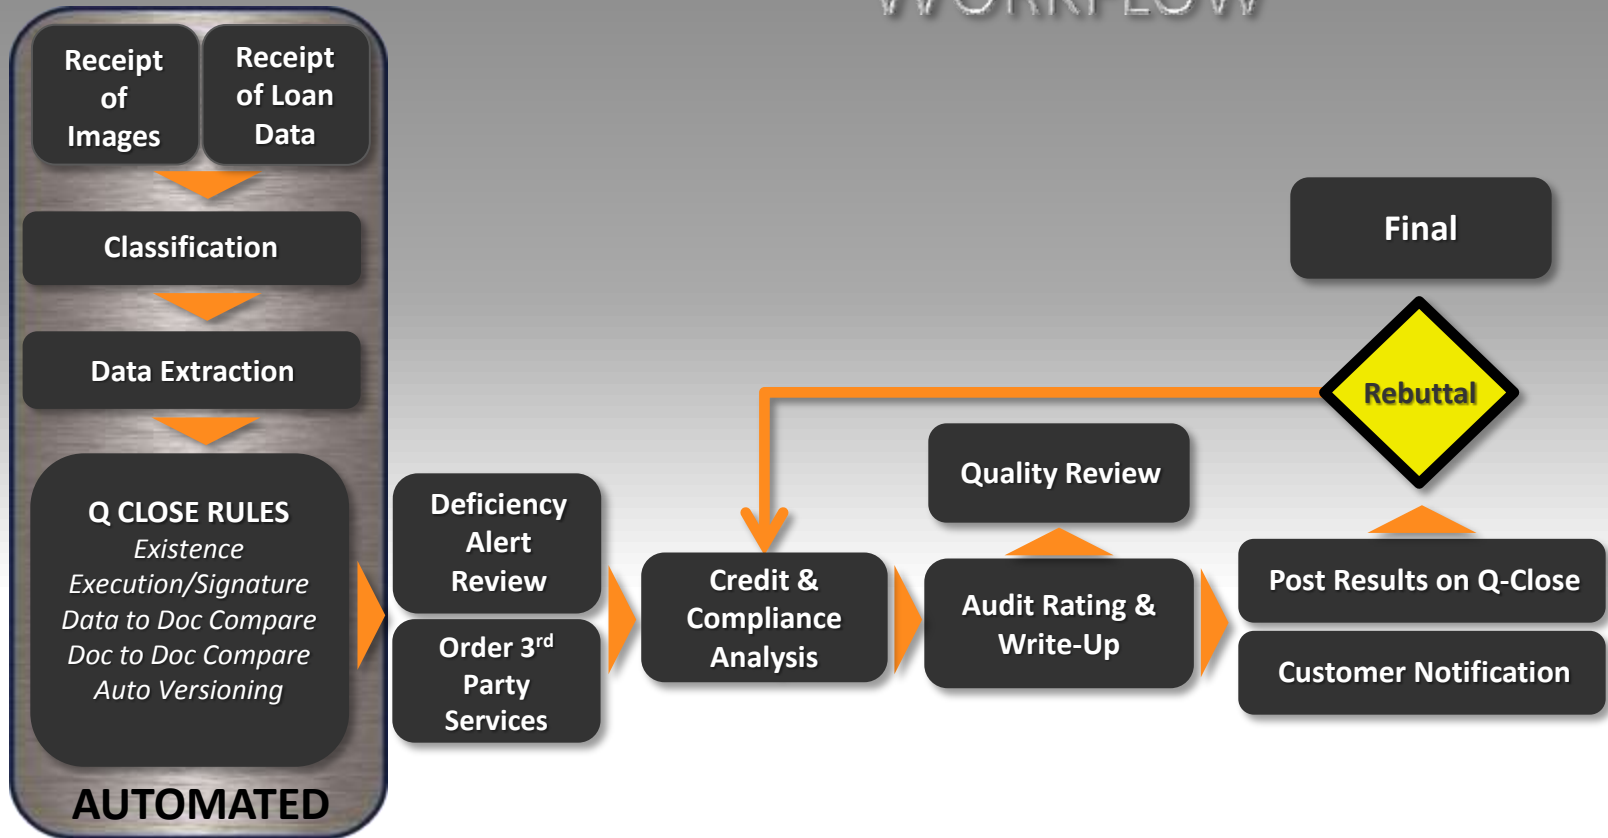 WORKFLOW
Receipt
of
Images
Receipt
of Loan
Data
Classification
Data Extraction
Q CLOSE RULES
Existence
Execution/Signature
Data to Doc Compare
Doc to Doc Compare
Auto Versioning
AUTOMATED
Deficiency
Alert
Review
Order 3rd
Party
Services
Credit &
Compliance
Analysis
Quality Review
Audit Rating &
Write-Up
Final
Rebuttal
Post Results on Q-Close
Customer Notification